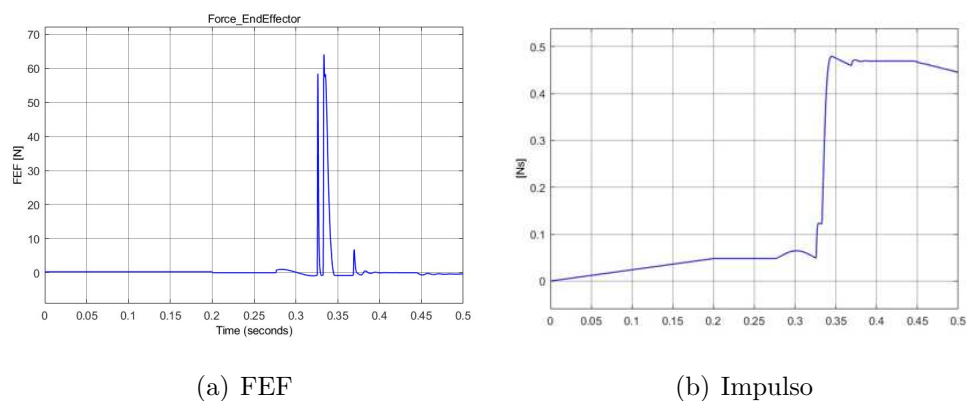 Force_EndEffector
70
60
50
40
30
20
10
0
FEF [N]
0 0.05 0.1 0.15 0.2 0.25 0.3 0.35 0.4 0.45 0.5
Time (seconds)
(a) FEF
0.5
0.4
0.3
0.2
0.1
0
[Ns]
0 0.05 0.1 0.15 0.2 0.25 0.3 0.35 0.4 0.45 0.5
(b) Impulso